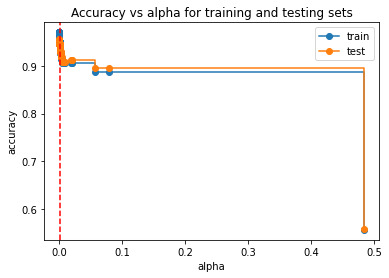 Accuracy vs alpha for training and testing sets
train
test
accuracy
0.9
0.8
0.7
0.6
0.0 0.1 0.2 0.3 0.4 0.5
alpha